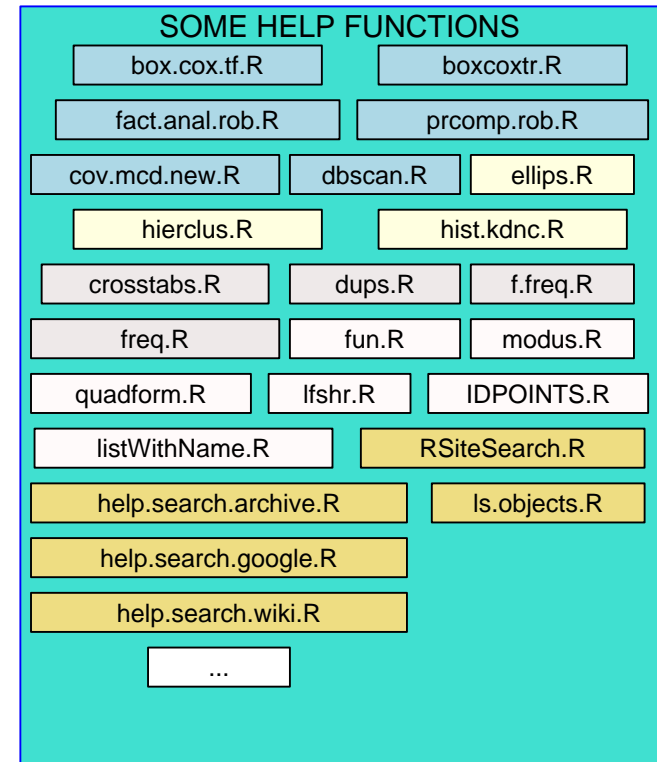 SOME HELP FUNCTIONS
box.cox.tf.R boxcoxtr.R
fact.anal.rob.R prcomp.rob.R
cov.mcd.new.R dbscan.R ellips.R
hierclus.R hist.kdnc.R
crosstabs.R dups.R f.freq.R
freq.R fun.R modus.R
quadform.R lfshr.R IDPOINTS.R
listWithName.R RSiteSearch.R
help.search.archive.R ls.objects.R
help.search.google.R
help.search.wiki.R
...